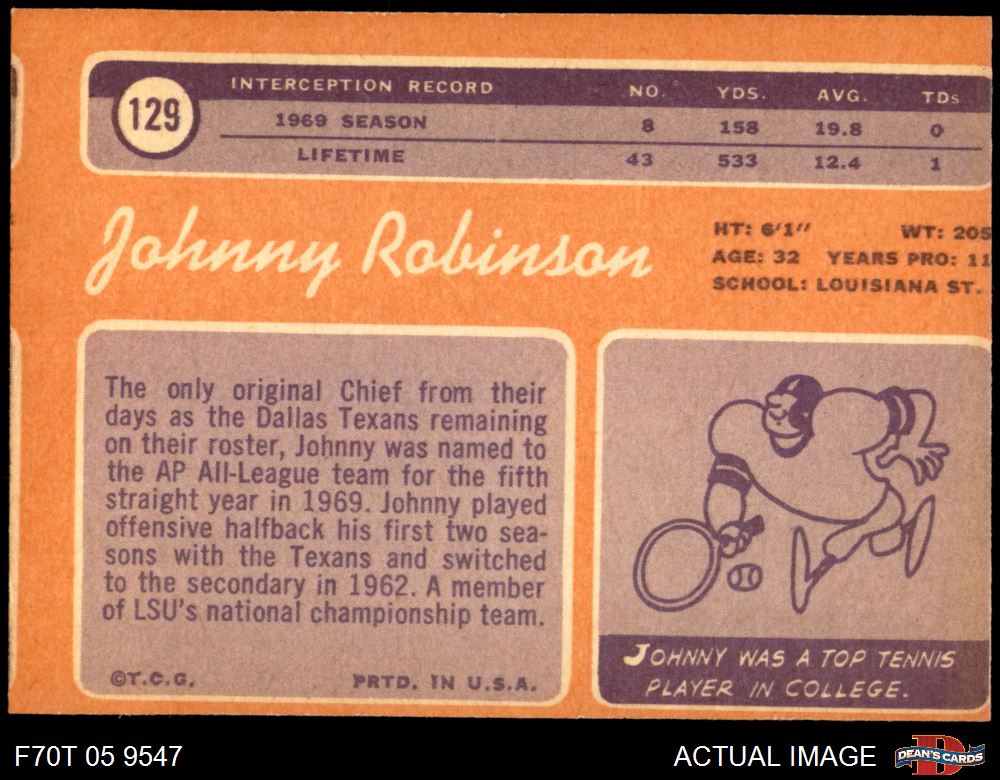 129
INTERCEPTION RECORD NO. YDS. AVG. TDs
1969 SEASON 8 158 19.8 0
LIFETIME 43 533 12.4 1
Johnny Robinson
HT: 6'1" WT: 205
AGE: 32 YEARS PRO: 11
SCHOOL: LOUISIANA ST.
The only original Chief from their
days as the Dallas Texans remaining
on their roster, Johnny was named to
the AP All-League team for the fifth
straight year in 1969. Johnny played
offensive halfback his first two sea-
sons with the Texans and switched
to the secondary in 1962. A member
of LSU's national championship team.
©T.C.G. PRTD. IN U.S.A.
JOHNNY WAS A TOP TENNIS
PLAYER IN COLLEGE.
F70T 05 9547
ACTUAL IMAGE
D
DEAN'S CARDS